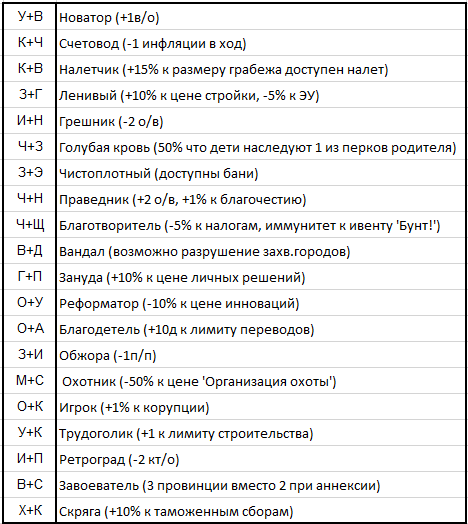 У+В Новатор (+1в/о)
К+Ч Счетовод (-1 инфляции в ход)
К+В Налетчик (+15% к размеру грабежа доступен налет)
З+Г Ленивый (+10% к цене стройки, -5% к ЭУ)
И+Н Грешник (-2 о/в)
Ч+З Голубая кровь (50% что дети наследуют 1 из перков родителя)
З+Э Чистоплотный (доступны бани)
Ч+Н Праведник (+2 о/в, +1% к благочестию)
Ч+Щ Благотворитель (-5% к налогам, иммунитет к ивенту 'Бунт!')
В+Д Вандал (возможно разрушение захв.городов)
Г+П Зануда (+10% к цене личных решений)
О+У Реформатор (-10% к цене инноваций)
О+А Благодетель (+10д к лимиту переводов)
З+И Обжора (-1п/п)
М+С Охотник (-50% к цене 'Организация охоты')
О+К Игрок (+1% к корупции)
У+К Трудоголик (+1 к лимиту строительства)
И+П Ретроград (-2 кт/о)
В+С Завоеватель (3 провинции вместо 2 при аннексии)
Х+К Скряга (+10% к таможенным сборам)